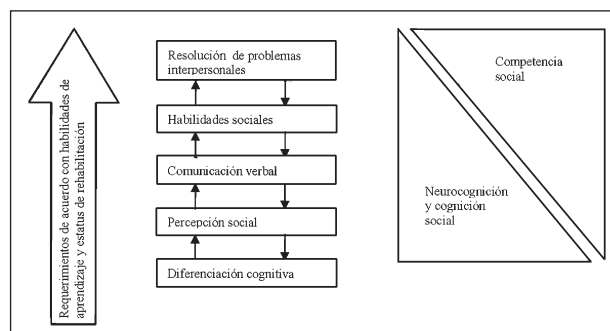 Requerimientos de acuerdo con habilidades de
aprendizaje y estatus de rehabilitación
Resolución de problemas
interpersonales
Habilidades sociales
Comunicación verbal
Percepción social
Diferenciación cognitiva
Competencia
social
Neurocognición
y cognición
social